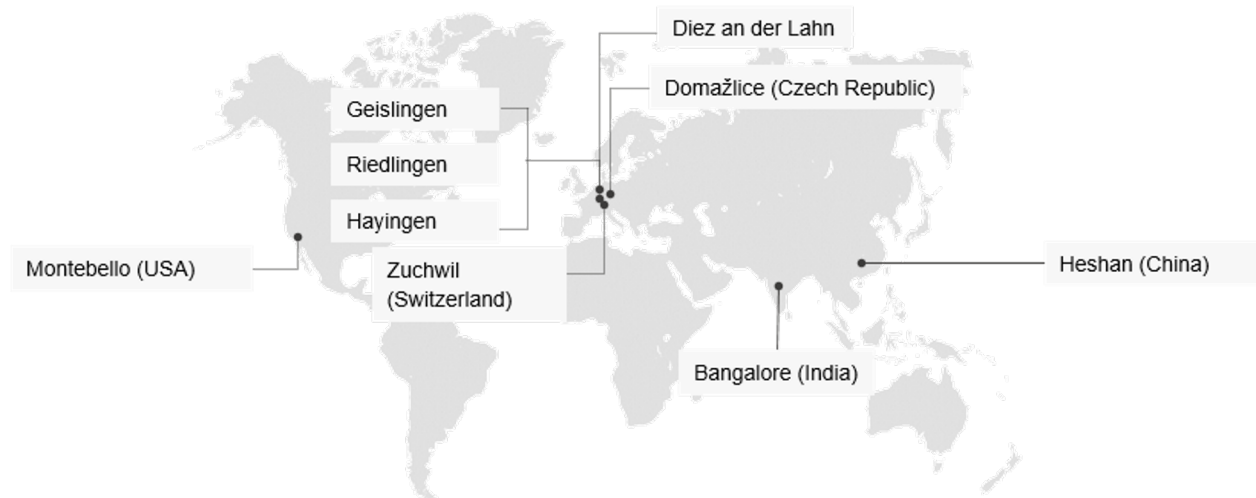 Diez an der Lahn
Domažlice (Czech Republic)
Geislingen
Riedlingen
Hayingen
Montebello (USA)
Zuchwil
(Switzerland)
Heshan (China)
Bangalore (India)